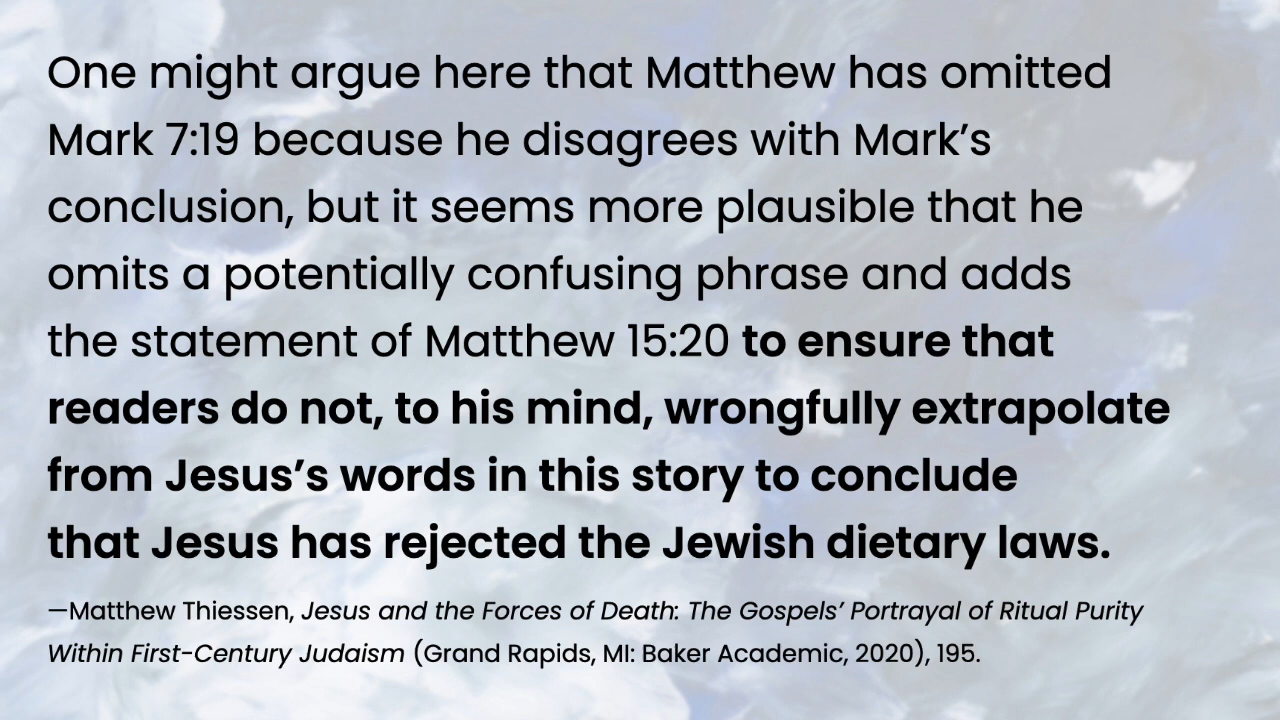 One might argue here that Matthew has omitted
Mark 7:19 because he disagrees with Mark’s
conclusion, but it seems more plausible that he
omits a potentially confusing phrase and adds
the statement of Matthew 15:20 to ensure that
readers do not, to his mind, wrongfully extrapolate
from Jesus’s words in this story to conclude
that Jesus has rejected the Jewish dietary laws.
—Matthew Thiessen, Jesus and the Forces of Death: The Gospels’ Portrayal of Ritual Purity
Within First-Century Judaism (Grand Rapids, MI: Baker Academic, 2020), 195.